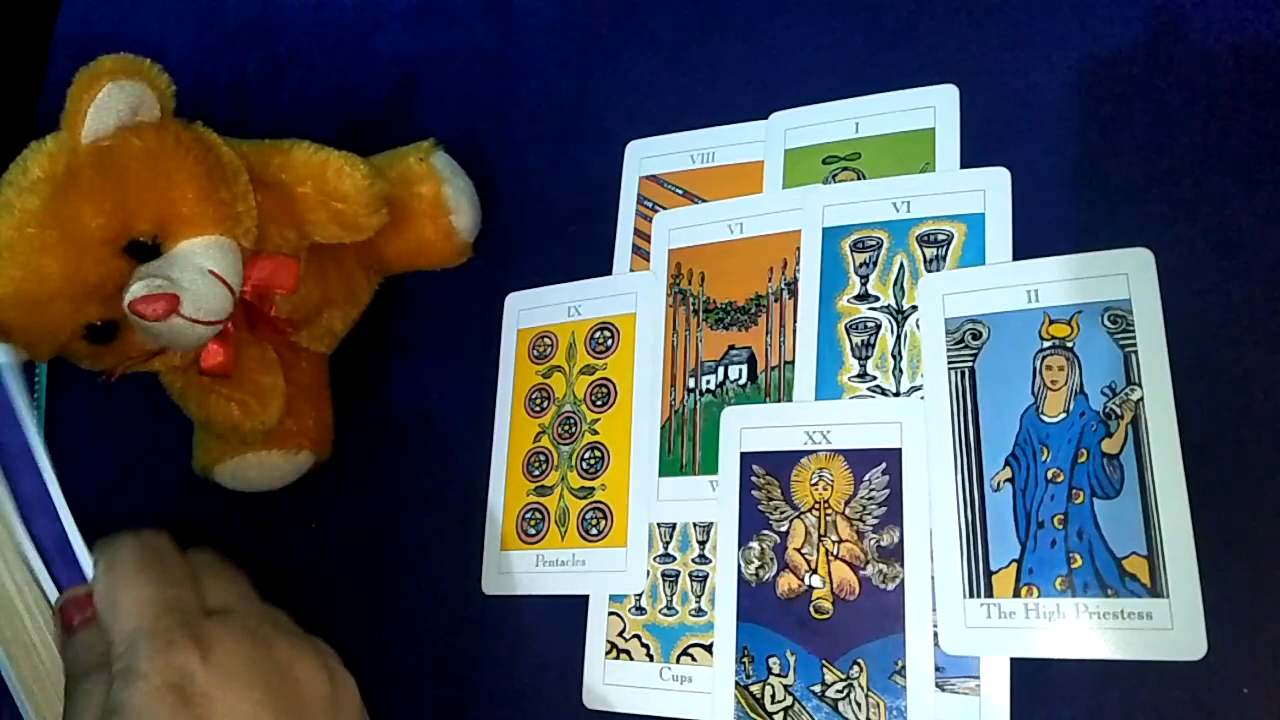 I
VIII
VI
VI
II
IX
XX
Pentacles
The High Priestess
Cups